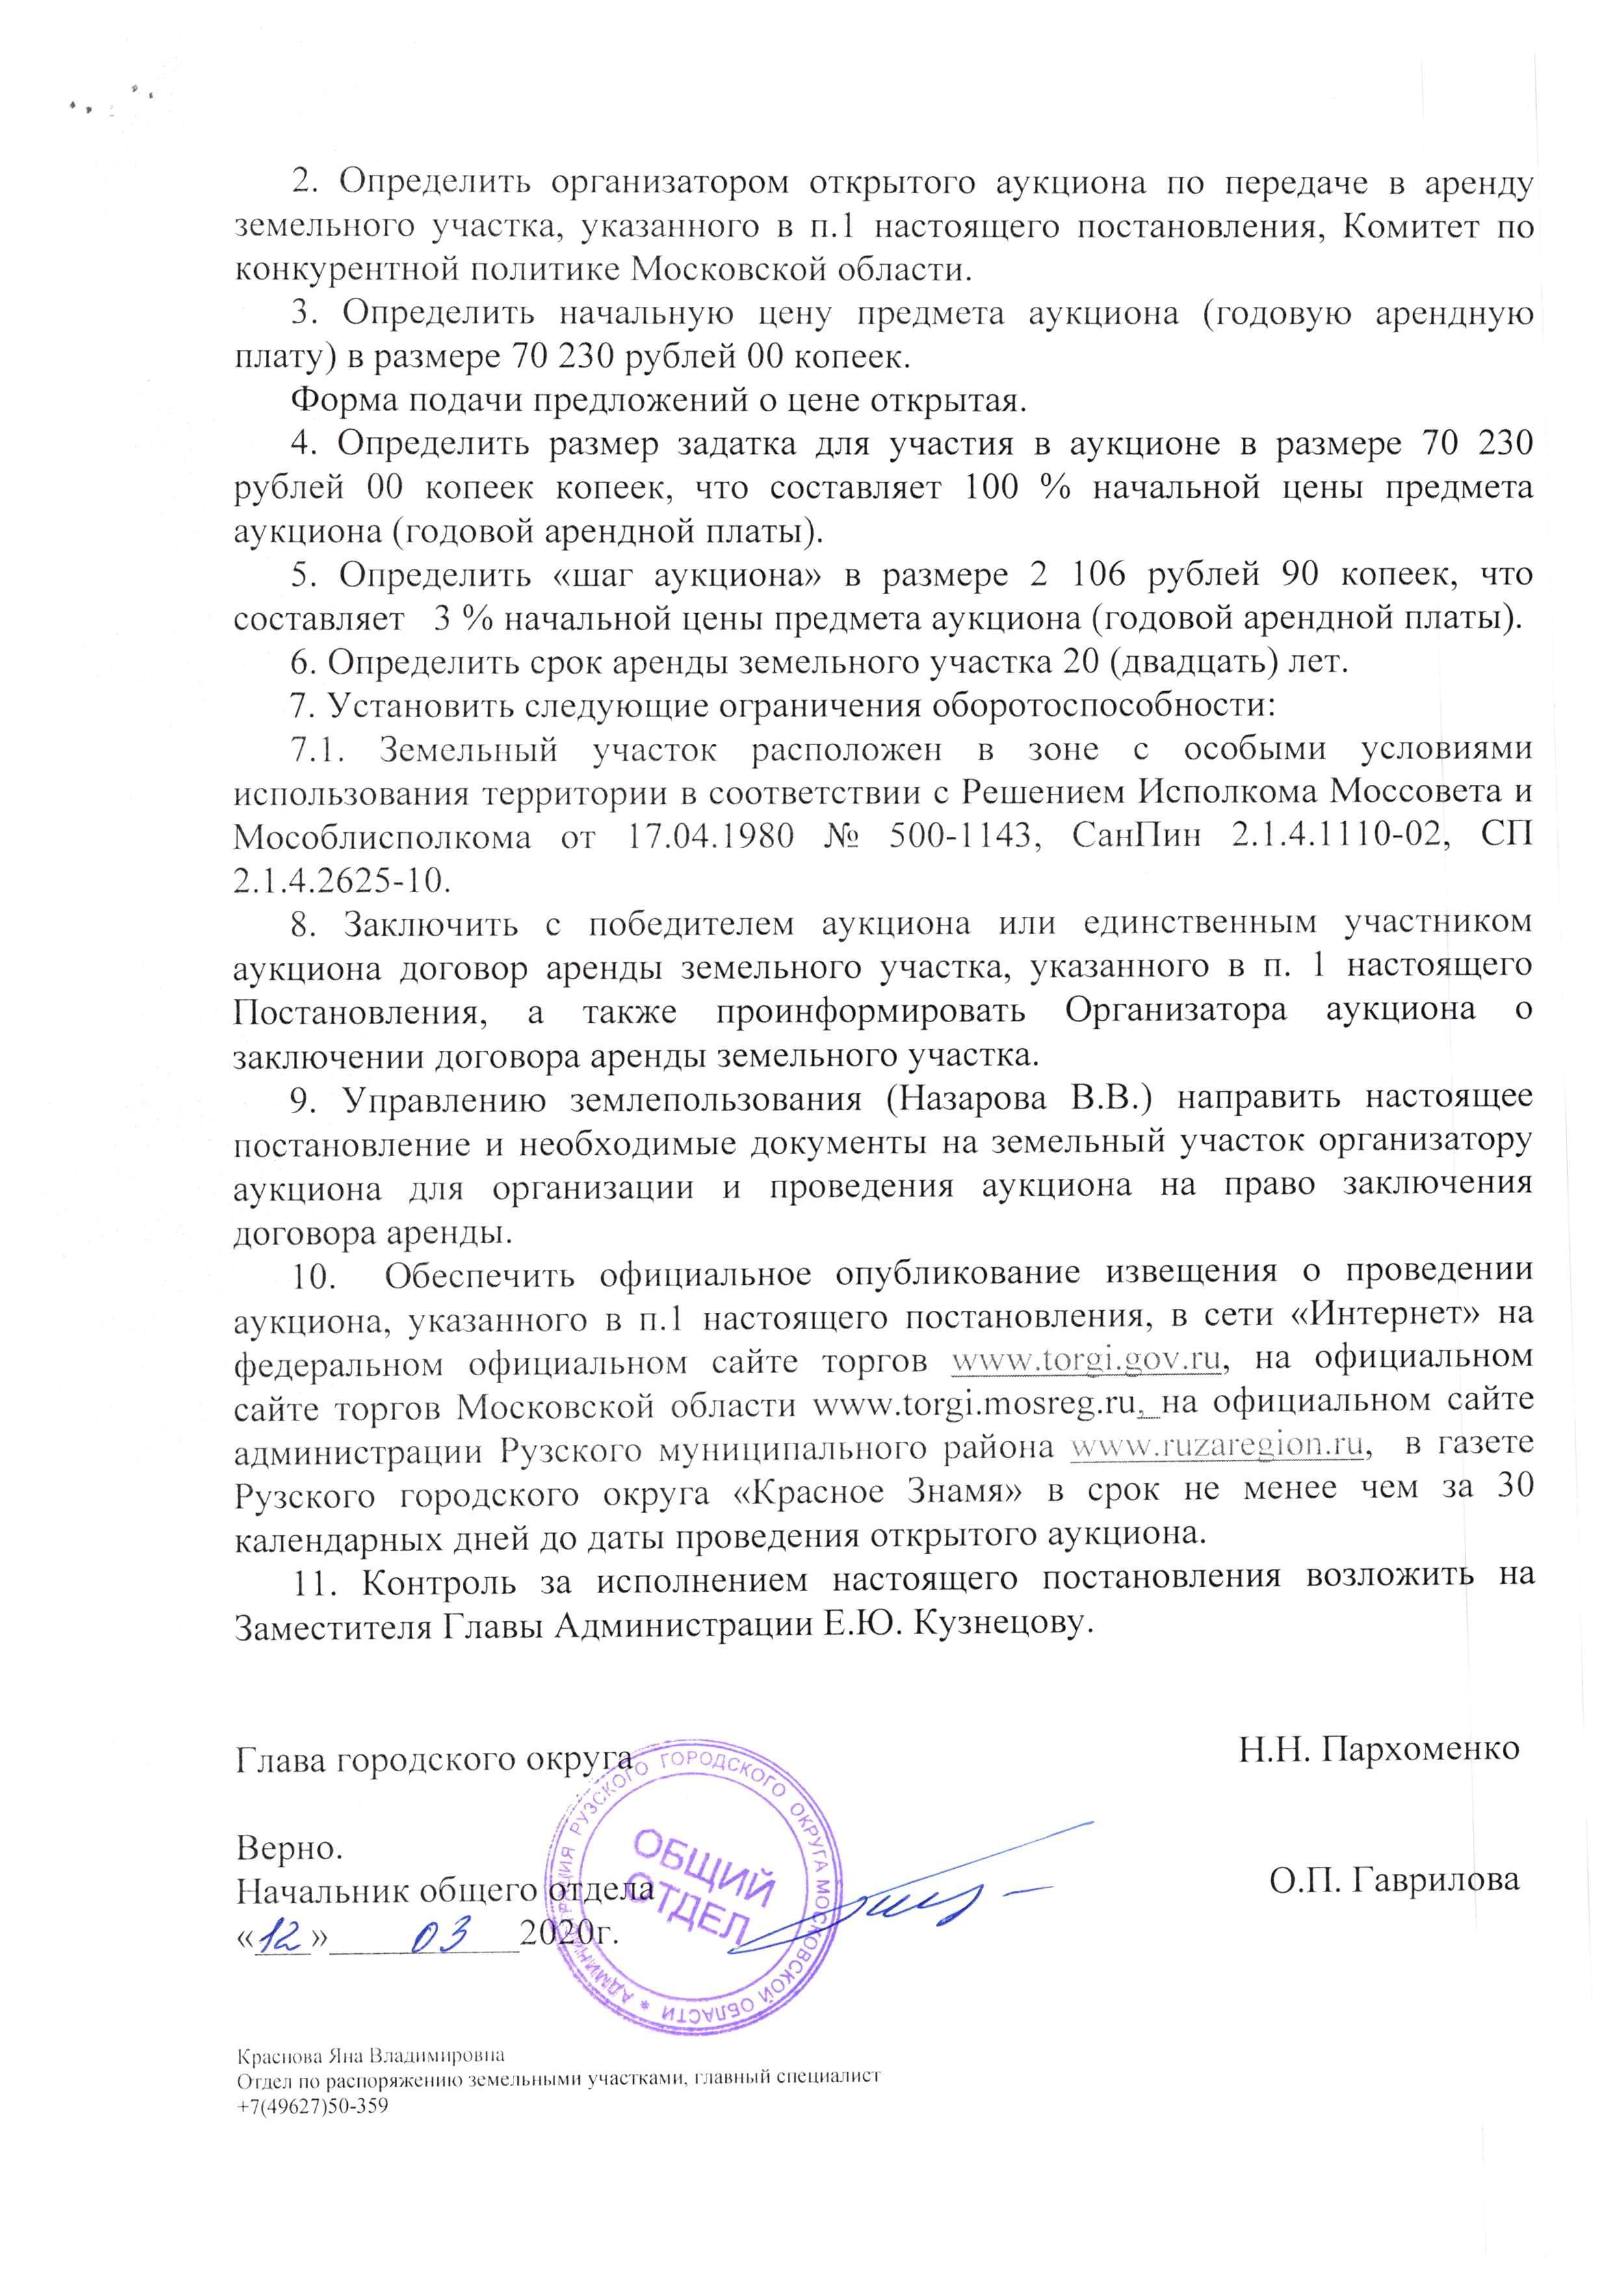 2. Определить организатором открытого аукциона по передаче в аренду
земельного участка, указанного в п.1 настоящего постановления, Комитет по
конкурентной политике Московской области.
3. Определить начальную цену предмета аукциона (годовую арендную
плату) в размере 70 230 рублей 00 копеек.
Форма подачи предложений о цене открытая.
4. Определить размер задатка для участия в аукционе в размере 70 230
рублей 00 копеек копеек, что составляет 100 % начальной цены предмета
аукциона (годовой арендной платы).
5. Определить «шаг аукциона» в размере 2 106 рублей 90 копеек, что
составляет 3 % начальной цены предмета аукциона (годовой арендной платы).
6. Определить срок аренды земельного участка 20 (двадцать) лет.
7. Установить следующие ограничения оборотоспособности:
7.1. Земельный участок расположен в зоне с особыми условиями
использования территории в соответствии с Решением Исполкома Моссовета и
Мособлисполкома от 17.04.1980 № 500-1143, СанПин 2.1.4.1110-02, СП
2.1.4.2625-10.
8. Заключить с победителем аукциона или единственным участником
аукциона договор аренды земельного участка, указанного в п. 1 настоящего
Постановления, а также проинформировать Организатора аукциона о
заключении договора аренды земельного участка.
9. Управлению землепользования (Назарова В.В.) направить настоящее
постановление и необходимые документы на земельный участок организатору
аукциона для организации и проведения аукциона на право заключения
договора аренды.
10. Обеспечить официальное опубликование извещения о проведении
аукциона, указанного в п.1 настоящего постановления, в сети «Интернет» на
федеральном официальном сайте торгов www.torgi.gov.ru, на официальном
сайте торгов Московской области www.torgi.mosreg.ru, на официальном сайте
администрации Рузского муниципального района www.ruzaregion.ru, в газете
Рузского городского округа «Красное Знамя» в срок не менее чем за 30
календарных дней до даты проведения открытого аукциона.
11. Контроль за исполнением настоящего постановления возложить на
Заместителя Главы Администрации Е.Ю. Кузнецову.
Глава городского округа Н.Н. Пархоменко
Верно.
Начальник общего отдела О.П. Гаврилова
«12» 03 2020г.
АДМИНИСТРАЦИЯ РУЗСКОГО ГОРОДСКОГО ОКРУГА МОСКОВСКОЙ ОБЛАСТИ *
ОБЩИЙ
ОТДЕЛ
Краснова Яна Владимировна
Отдел по распоряжению земельными участками, главный специалист
+7(49627)50-359